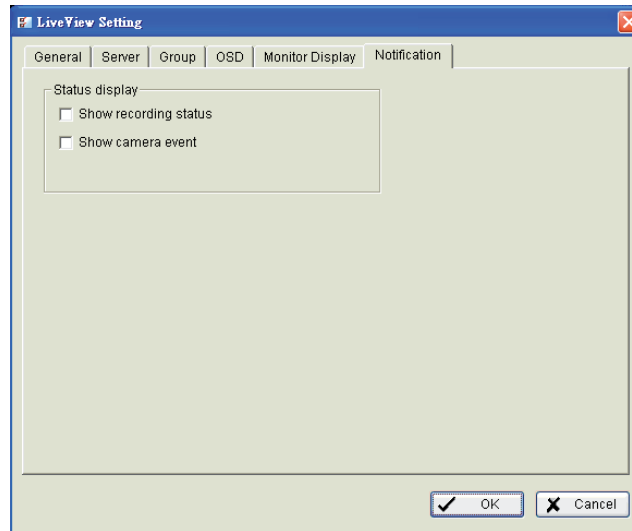 LiveView Setting
General Server Group OSD Monitor Display Notification
Status display
Show recording status
Show camera event
OK Cancel